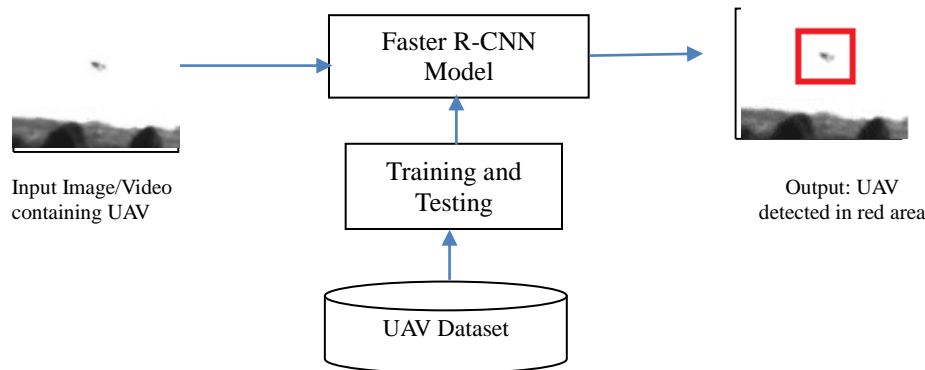 Faster R-CNN
Model
Input Image/Video
containing UAV
Training and
Testing
Output: UAV
detected in red area
UAV Dataset